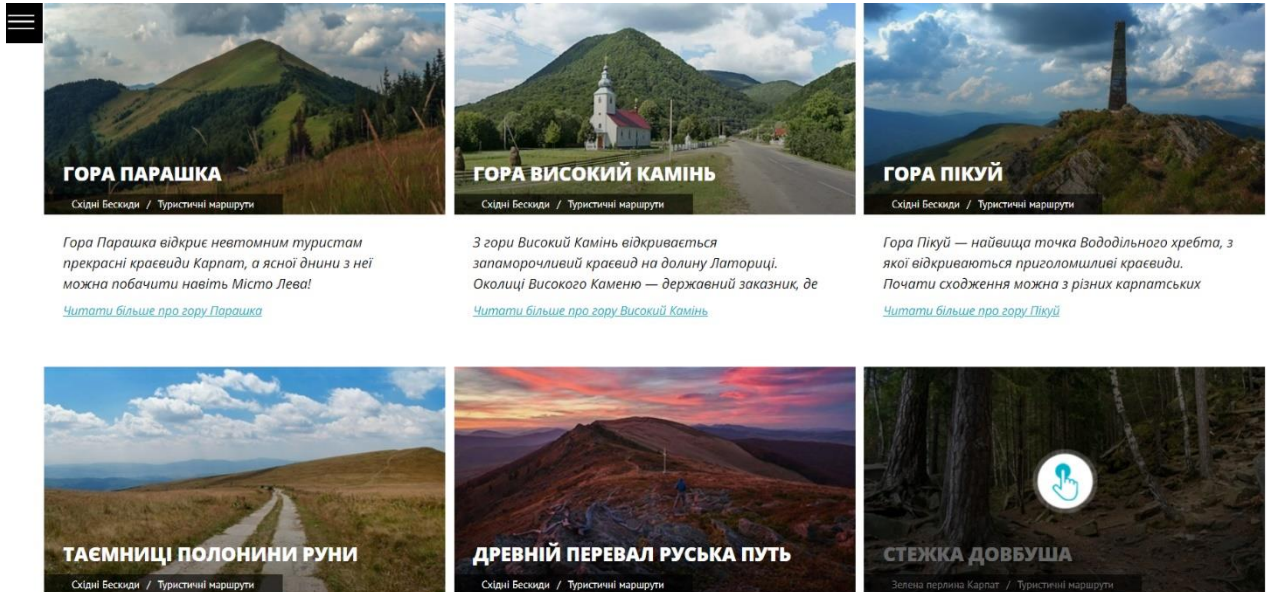 ГОРА ПАРАШКА
Східні Бескиди / Туристичні маршрути
Гора Парашка відкриє невтомним туристам
прекрасні краєвиди Карпат, а ясної днини з неї
можна побачити навіть Місто Лева!
Читати більше про гору Парашка
ГОРА ВИСОКИЙ КАМІНЬ
Східні Бескиди / Туристичні маршрути
З гори Високий Камінь відкривається
запаморочливий краєвид на долину Латориці.
Околиці Високого Каменю — державний заказник, де
Читати більше про гору Високий Камінь
ГОРА ПІКУЙ
Східні Бескиди / Туристичні маршрути
Гора Пікуй — найвища точка Вододільного хребта, з
якої відкриваються приголомшливі краєвиди.
Почати сходження можна з різних карпатських
Читати більше про гору Пікуй
ТАЄМНИЦІ ПОЛОНИНИ РУНИ
Східні Бескиди / Туристичні маршрути
ДРЕВНІЙ ПЕРЕВАЛ РУСЬКА ПУТЬ
Східні Бескиди / Туристичні маршрути
СТЕЖКА ДОВБУША
Зелена перлина Карпат / Туристичні маршрути